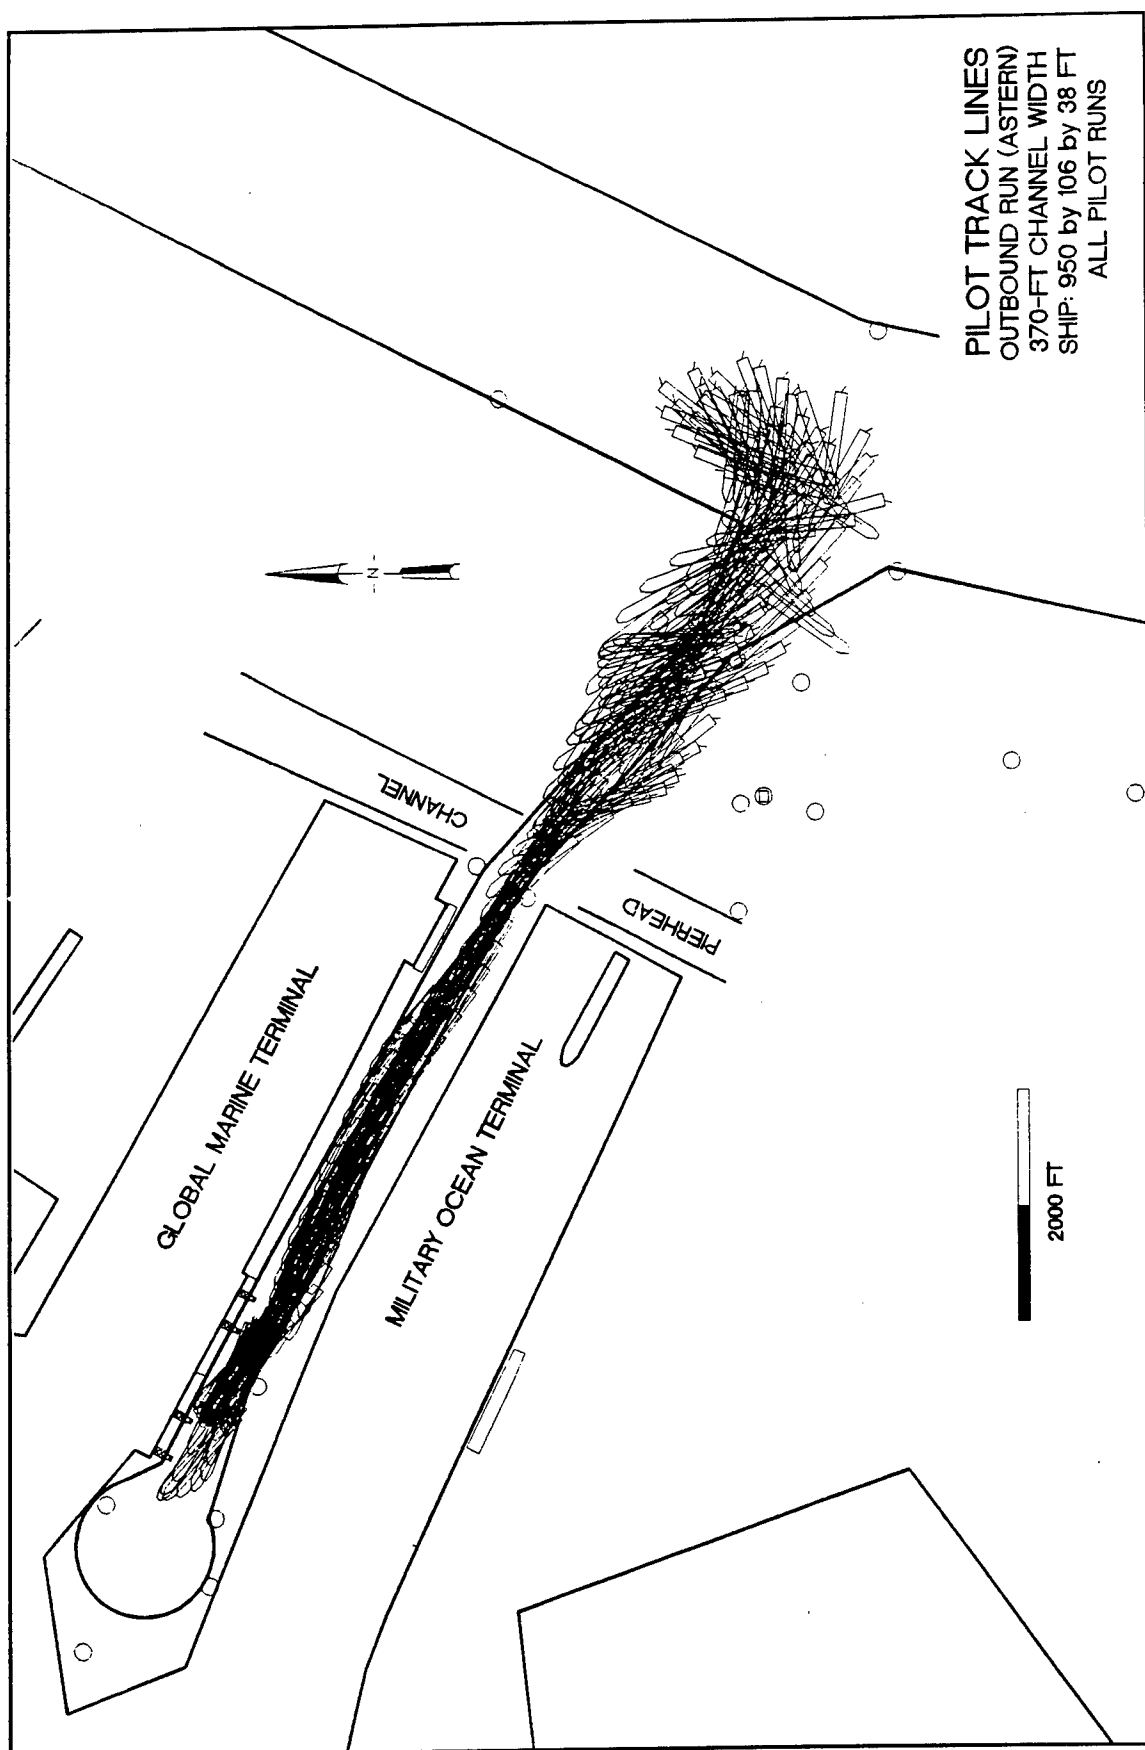 PILOT TRACK LINES
OUTBOUND RUN (ASTERN)
370-FT CHANNEL WIDTH
SHIP: 950 by 106 by 38 FT
ALL PILOT RUNS
-N-
CHANNEL
PIERHEAD
GLOBAL MARINE TERMINAL
MILITARY OCEAN TERMINAL
2000 FT